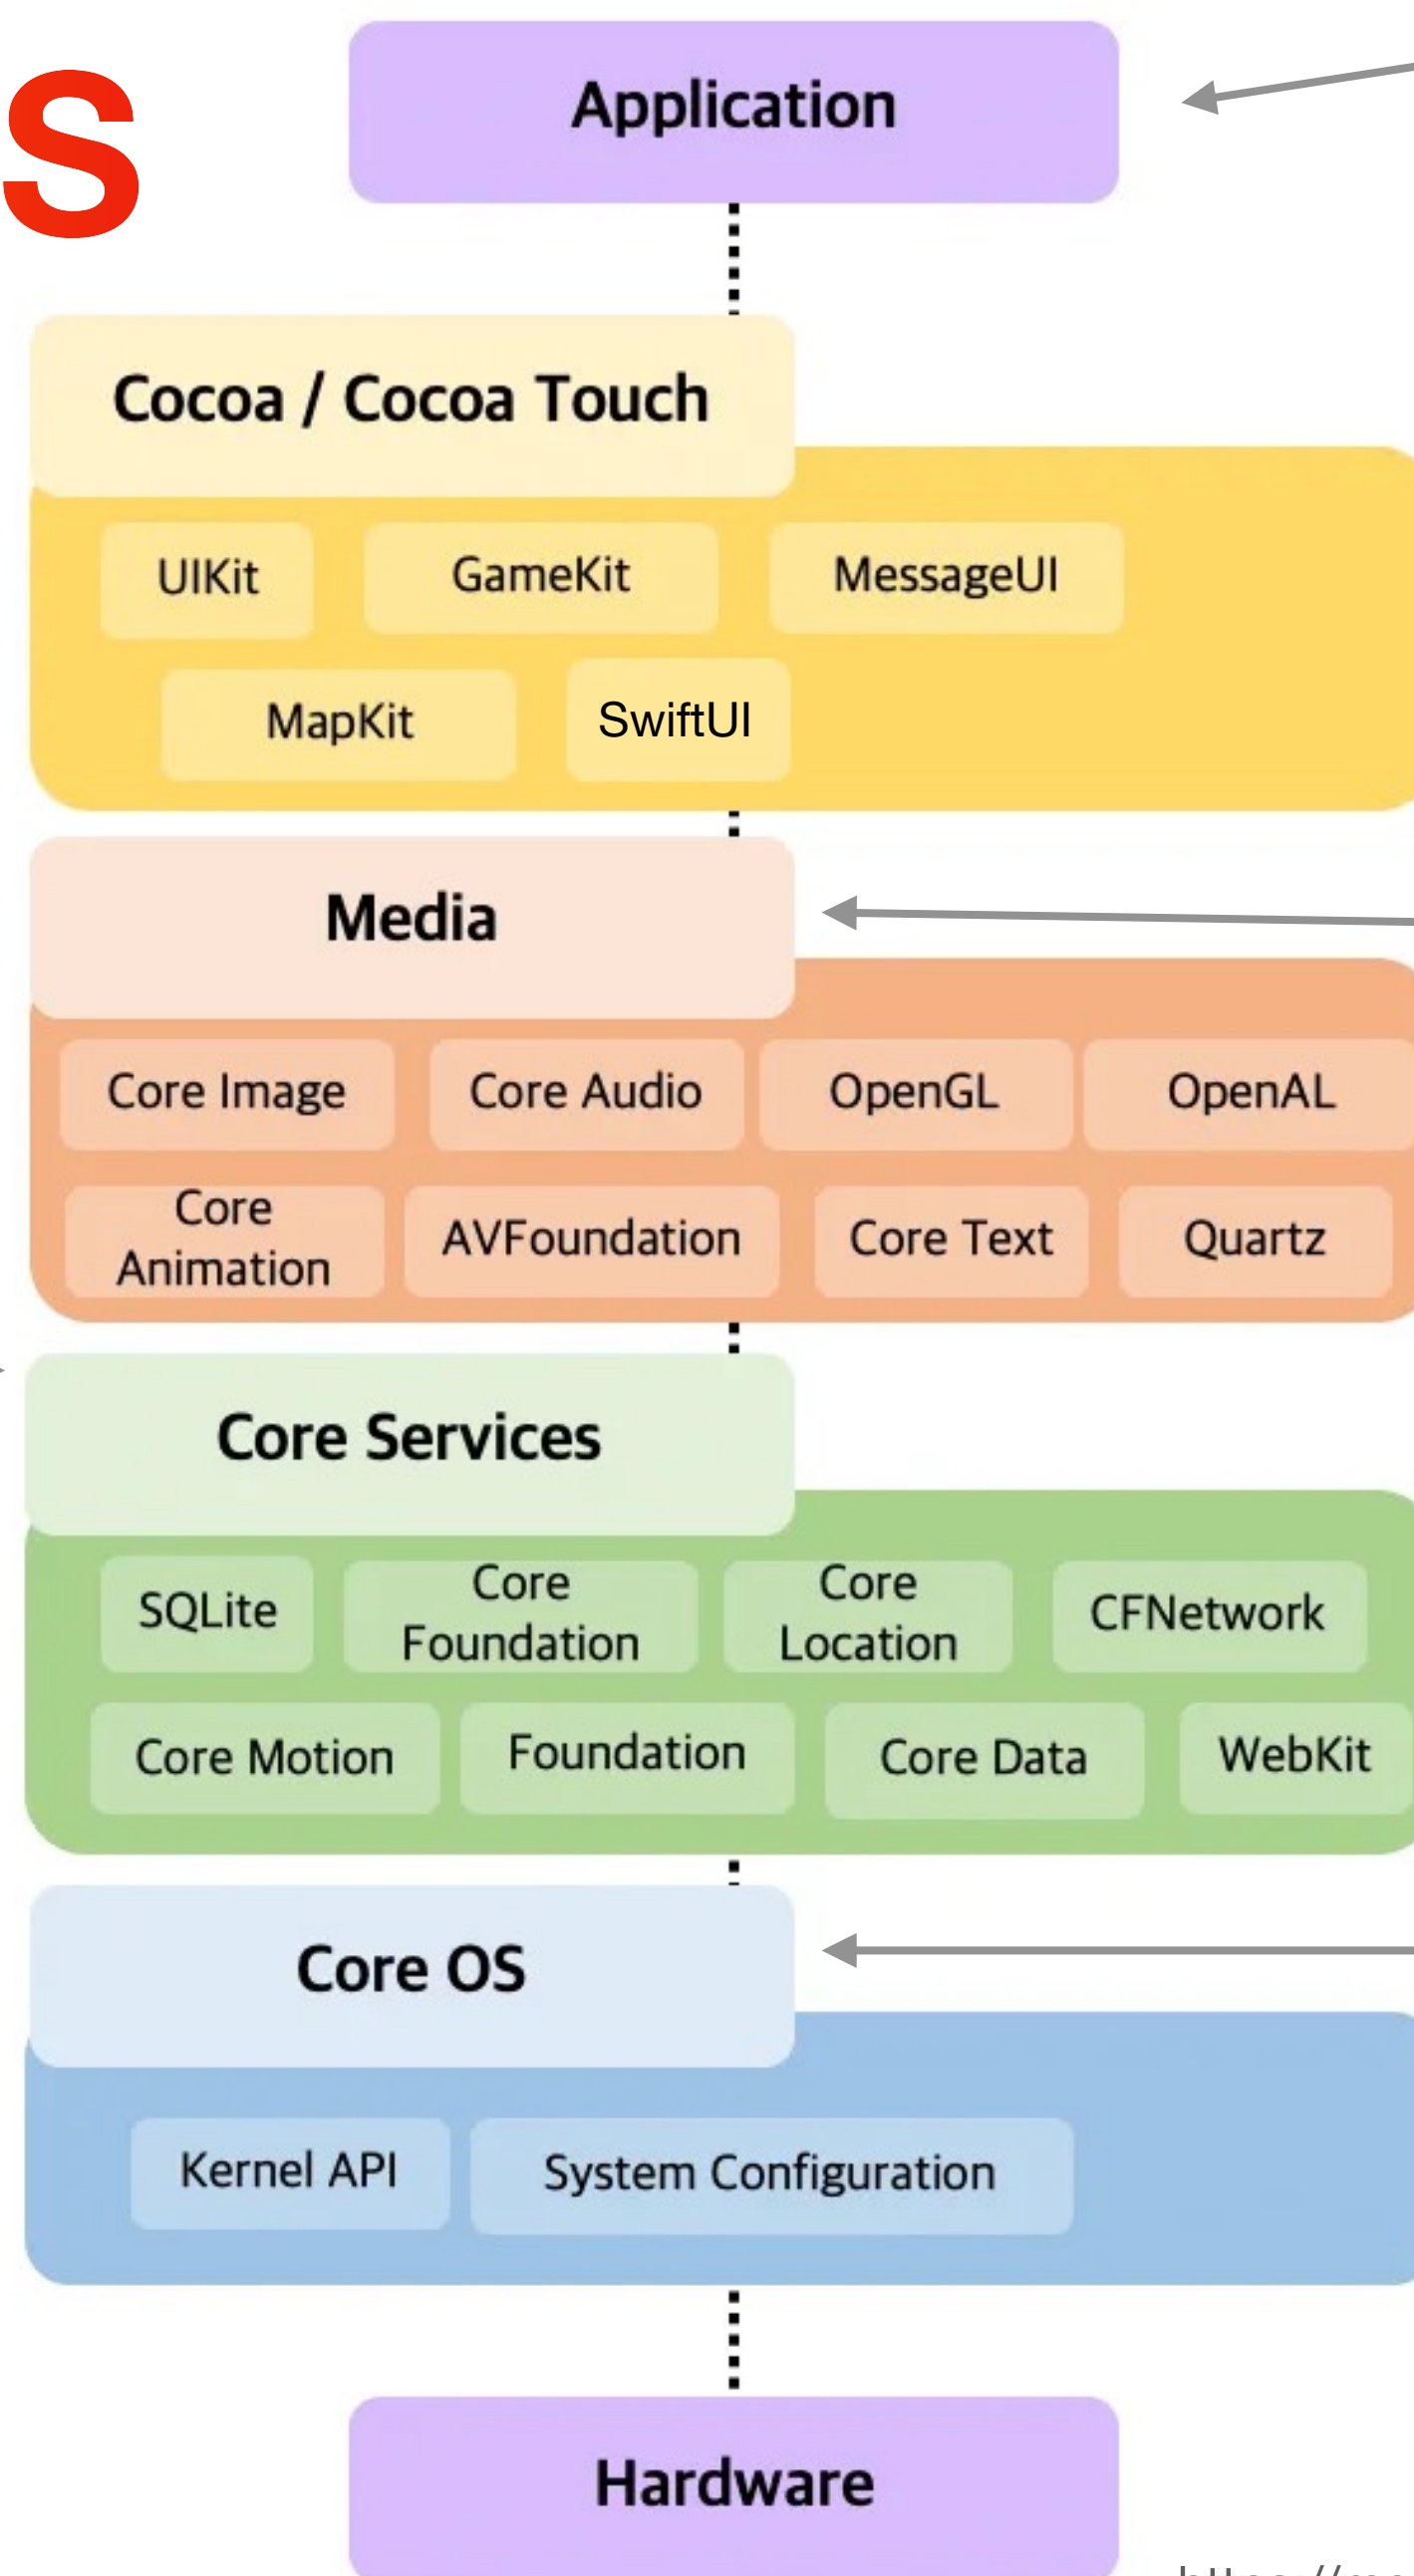 S
Application
Cocoa / Cocoa Touch
UIKit GameKit MessageUI
MapKit SwiftUI
Media
Core Image Core Audio OpenGL OpenAL
Core Animation AVFoundation Core Text Quartz
Core Services
SQLite Core Foundation Core Location CFNetwork
Core Motion Foundation Core Data WebKit
Core OS
Kernel API System Configuration
Hardware